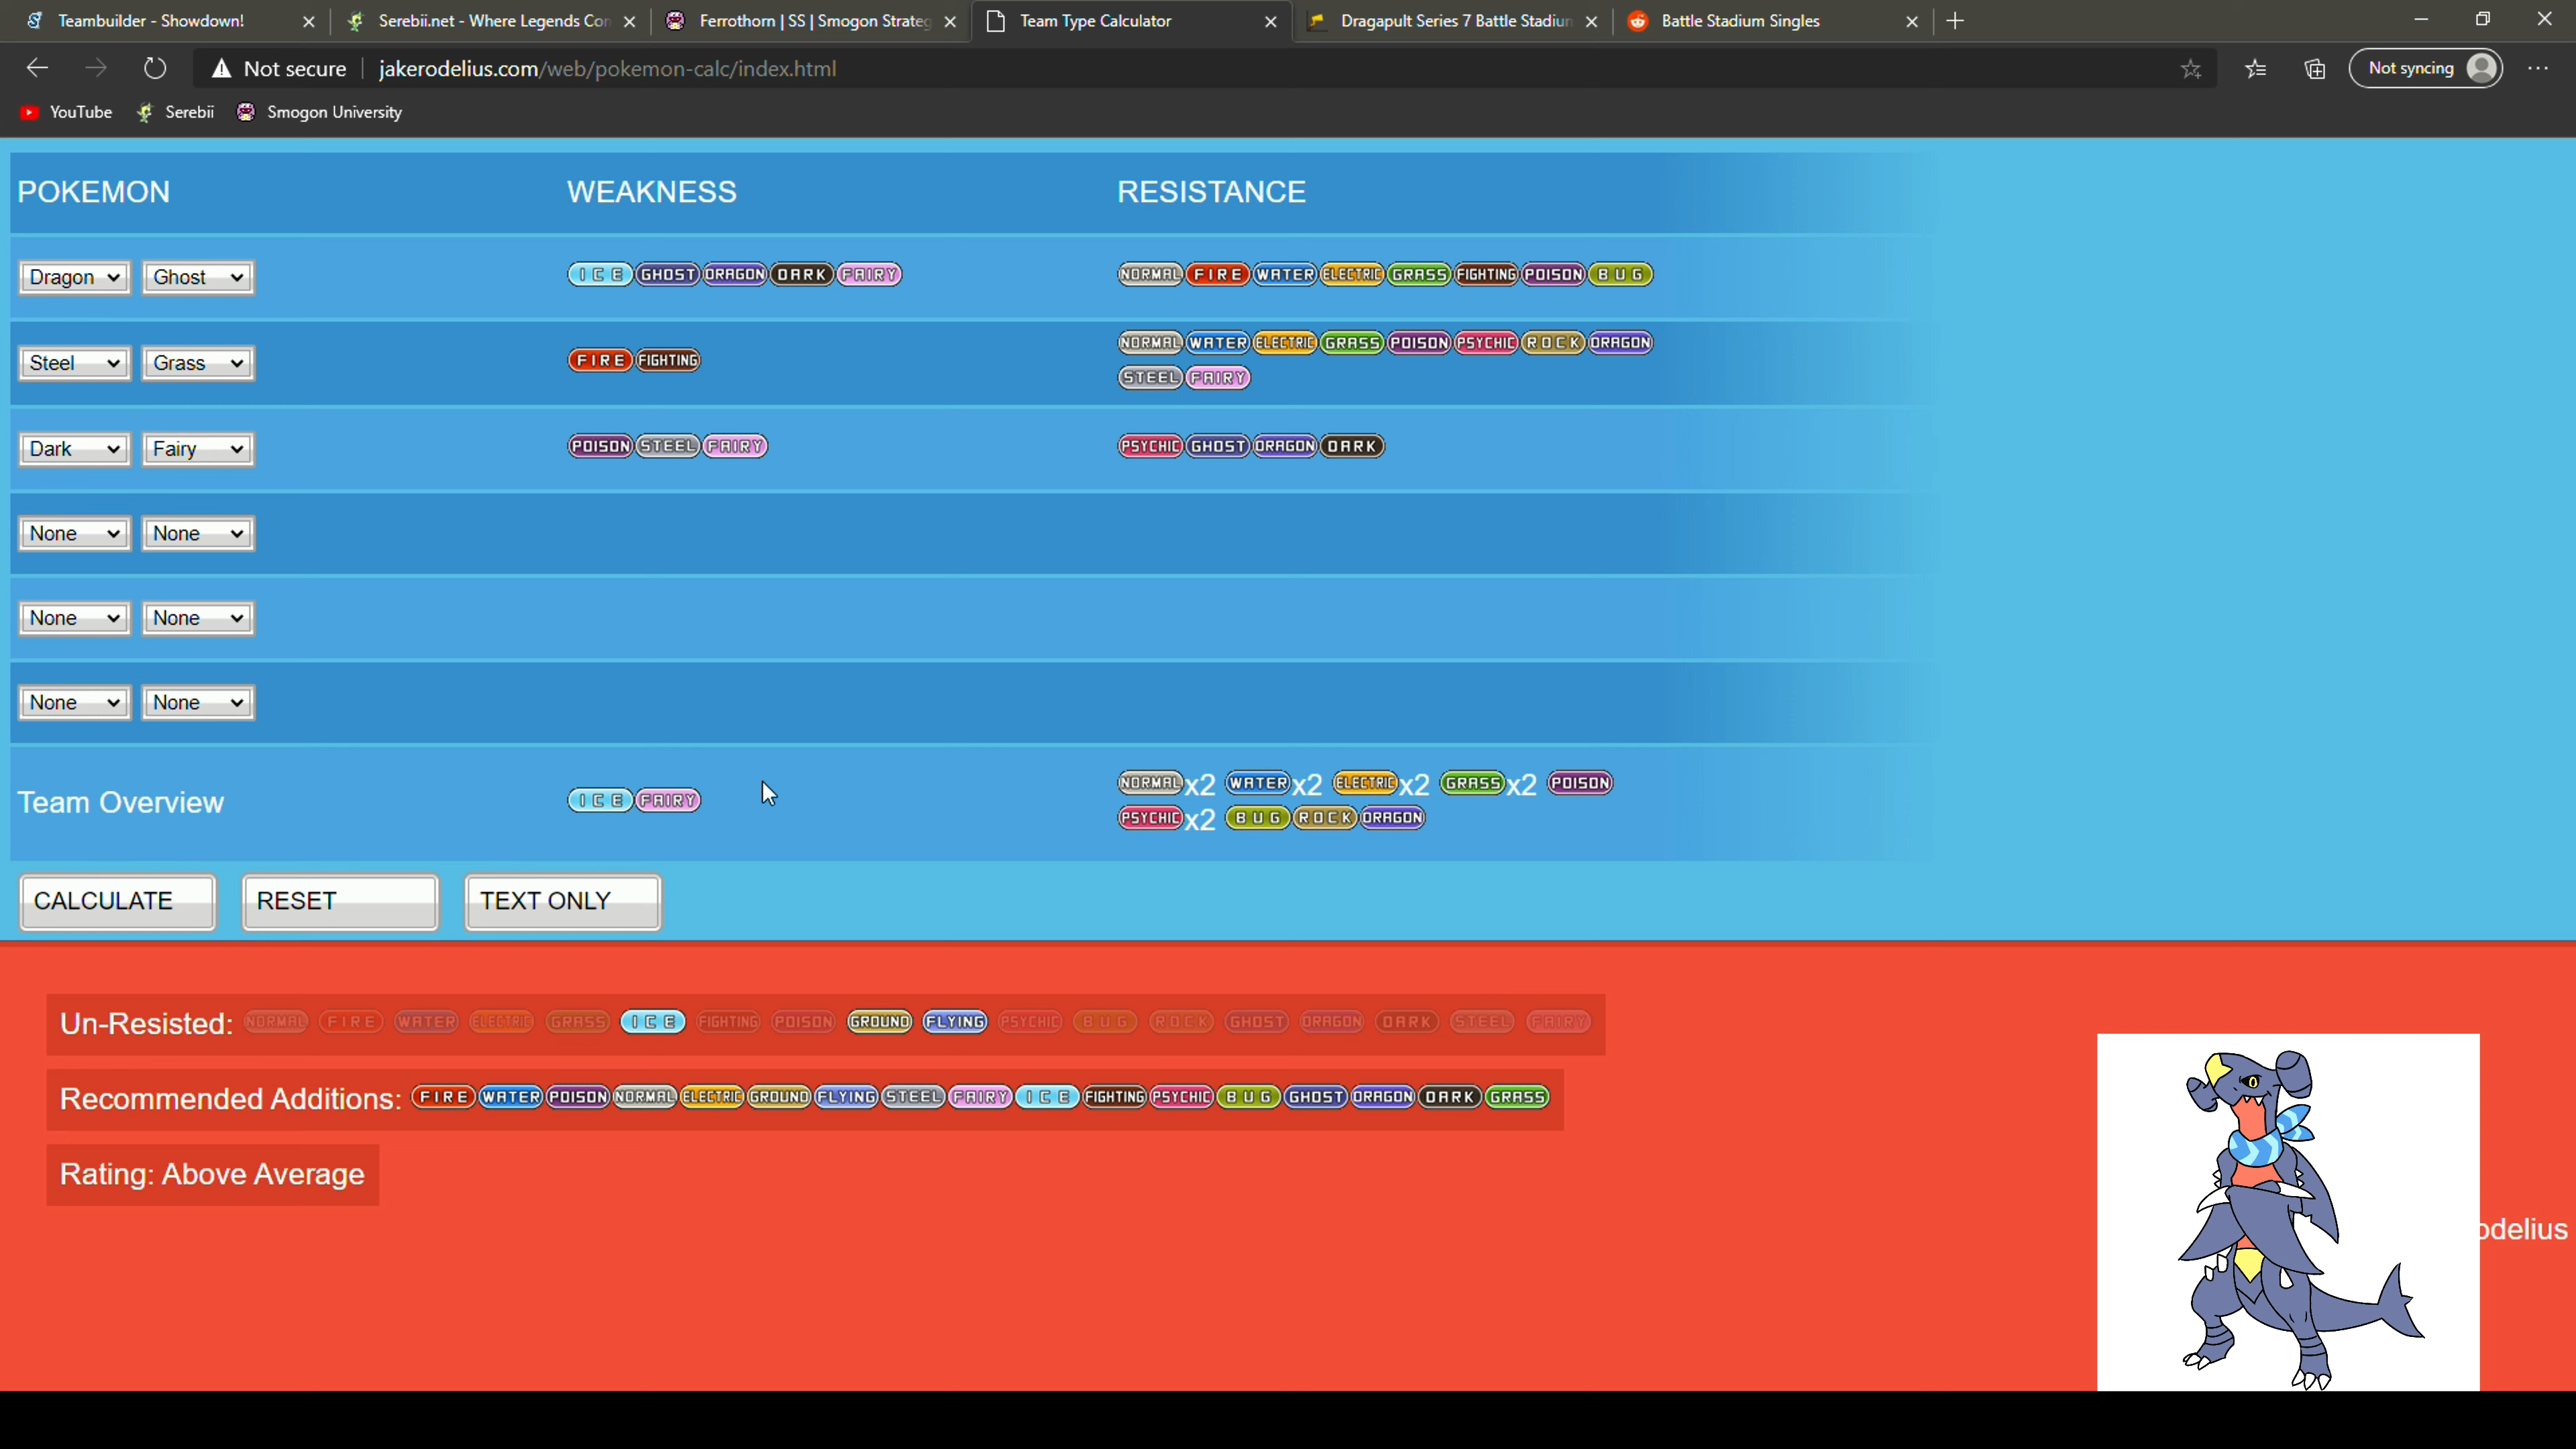 Teambuilder - Showdown!
Serebii.net - Where Legends Con
Ferrothorn | SS | Smogon Strateg
Team Type Calculator
Dragapult Series 7 Battle Stadium
Battle Stadium Singles
Not secure jakerodelius.com/web/pokemon-calc/index.html
Not syncing
YouTube Serebii Smogon University
POKEMON WEAKNESS RESISTANCE
Dragon Ghost ICE GHOST DRAGON DARK FAIRY NORMAL FIRE WATER ELECTRIC GRASS FIGHTING POISON BUG
Steel Grass FIRE FIGHTING NORMAL WATER ELECTRIC GRASS POISON PSYCHIC ROCK DRAGON
STEEL FAIRY
Dark Fairy POISON STEEL FAIRY PSYCHIC GHOST DRAGON DARK
None None
None None
None None
Team Overview ICE FAIRY NORMAL x2 WATER x2 ELECTRIC x2 GRASS x2 POISON
PSYCHIC x2 BUG ROCK DRAGON
CALCULATE RESET TEXT ONLY
Un-Resisted: NORMAL FIRE WATER ELECTRIC GRASS ICE FIGHTING POISON GROUND FLYING PSYCHIC BUG ROCK GHOST DRAGON DARK STEEL FAIRY
Recommended Additions: FIRE WATER POISON NORMAL ELECTRIC GROUND FLYING STEEL FAIRY ICE FIGHTING PSYCHIC BUG GHOST DRAGON DARK GRASS
Rating: Above Average
odelius